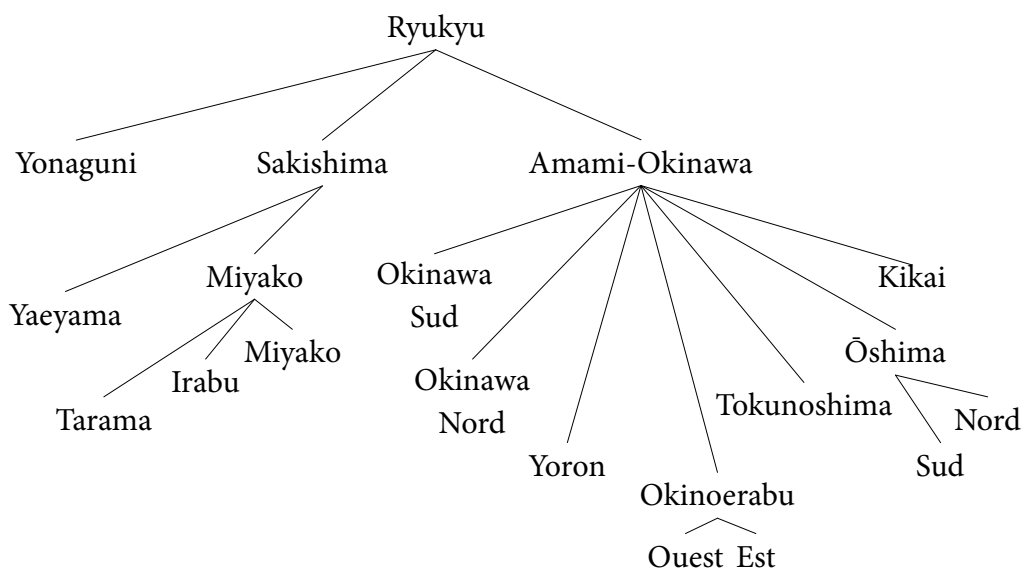 Ryukyu
Yonaguni
Sakishima
Amami-Okinawa
Yaeyama
Miyako
Tarama
Irabu
Miyako
Okinawa
Sud
Okinawa
Nord
Yoron
Okinoerabu
Ouest Est
Tokunoshima
Ōshima
Sud
Nord
Kikai